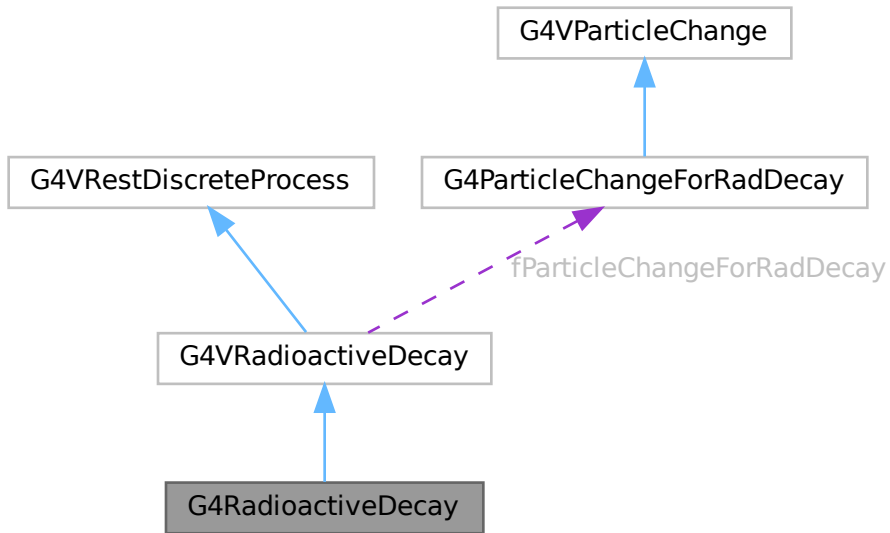 G4VParticleChange
G4VRestDiscreteProcess
G4ParticleChangeForRadDecay
fParticleChangeForRadDecay
G4VRadioactiveDecay
G4RadioactiveDecay